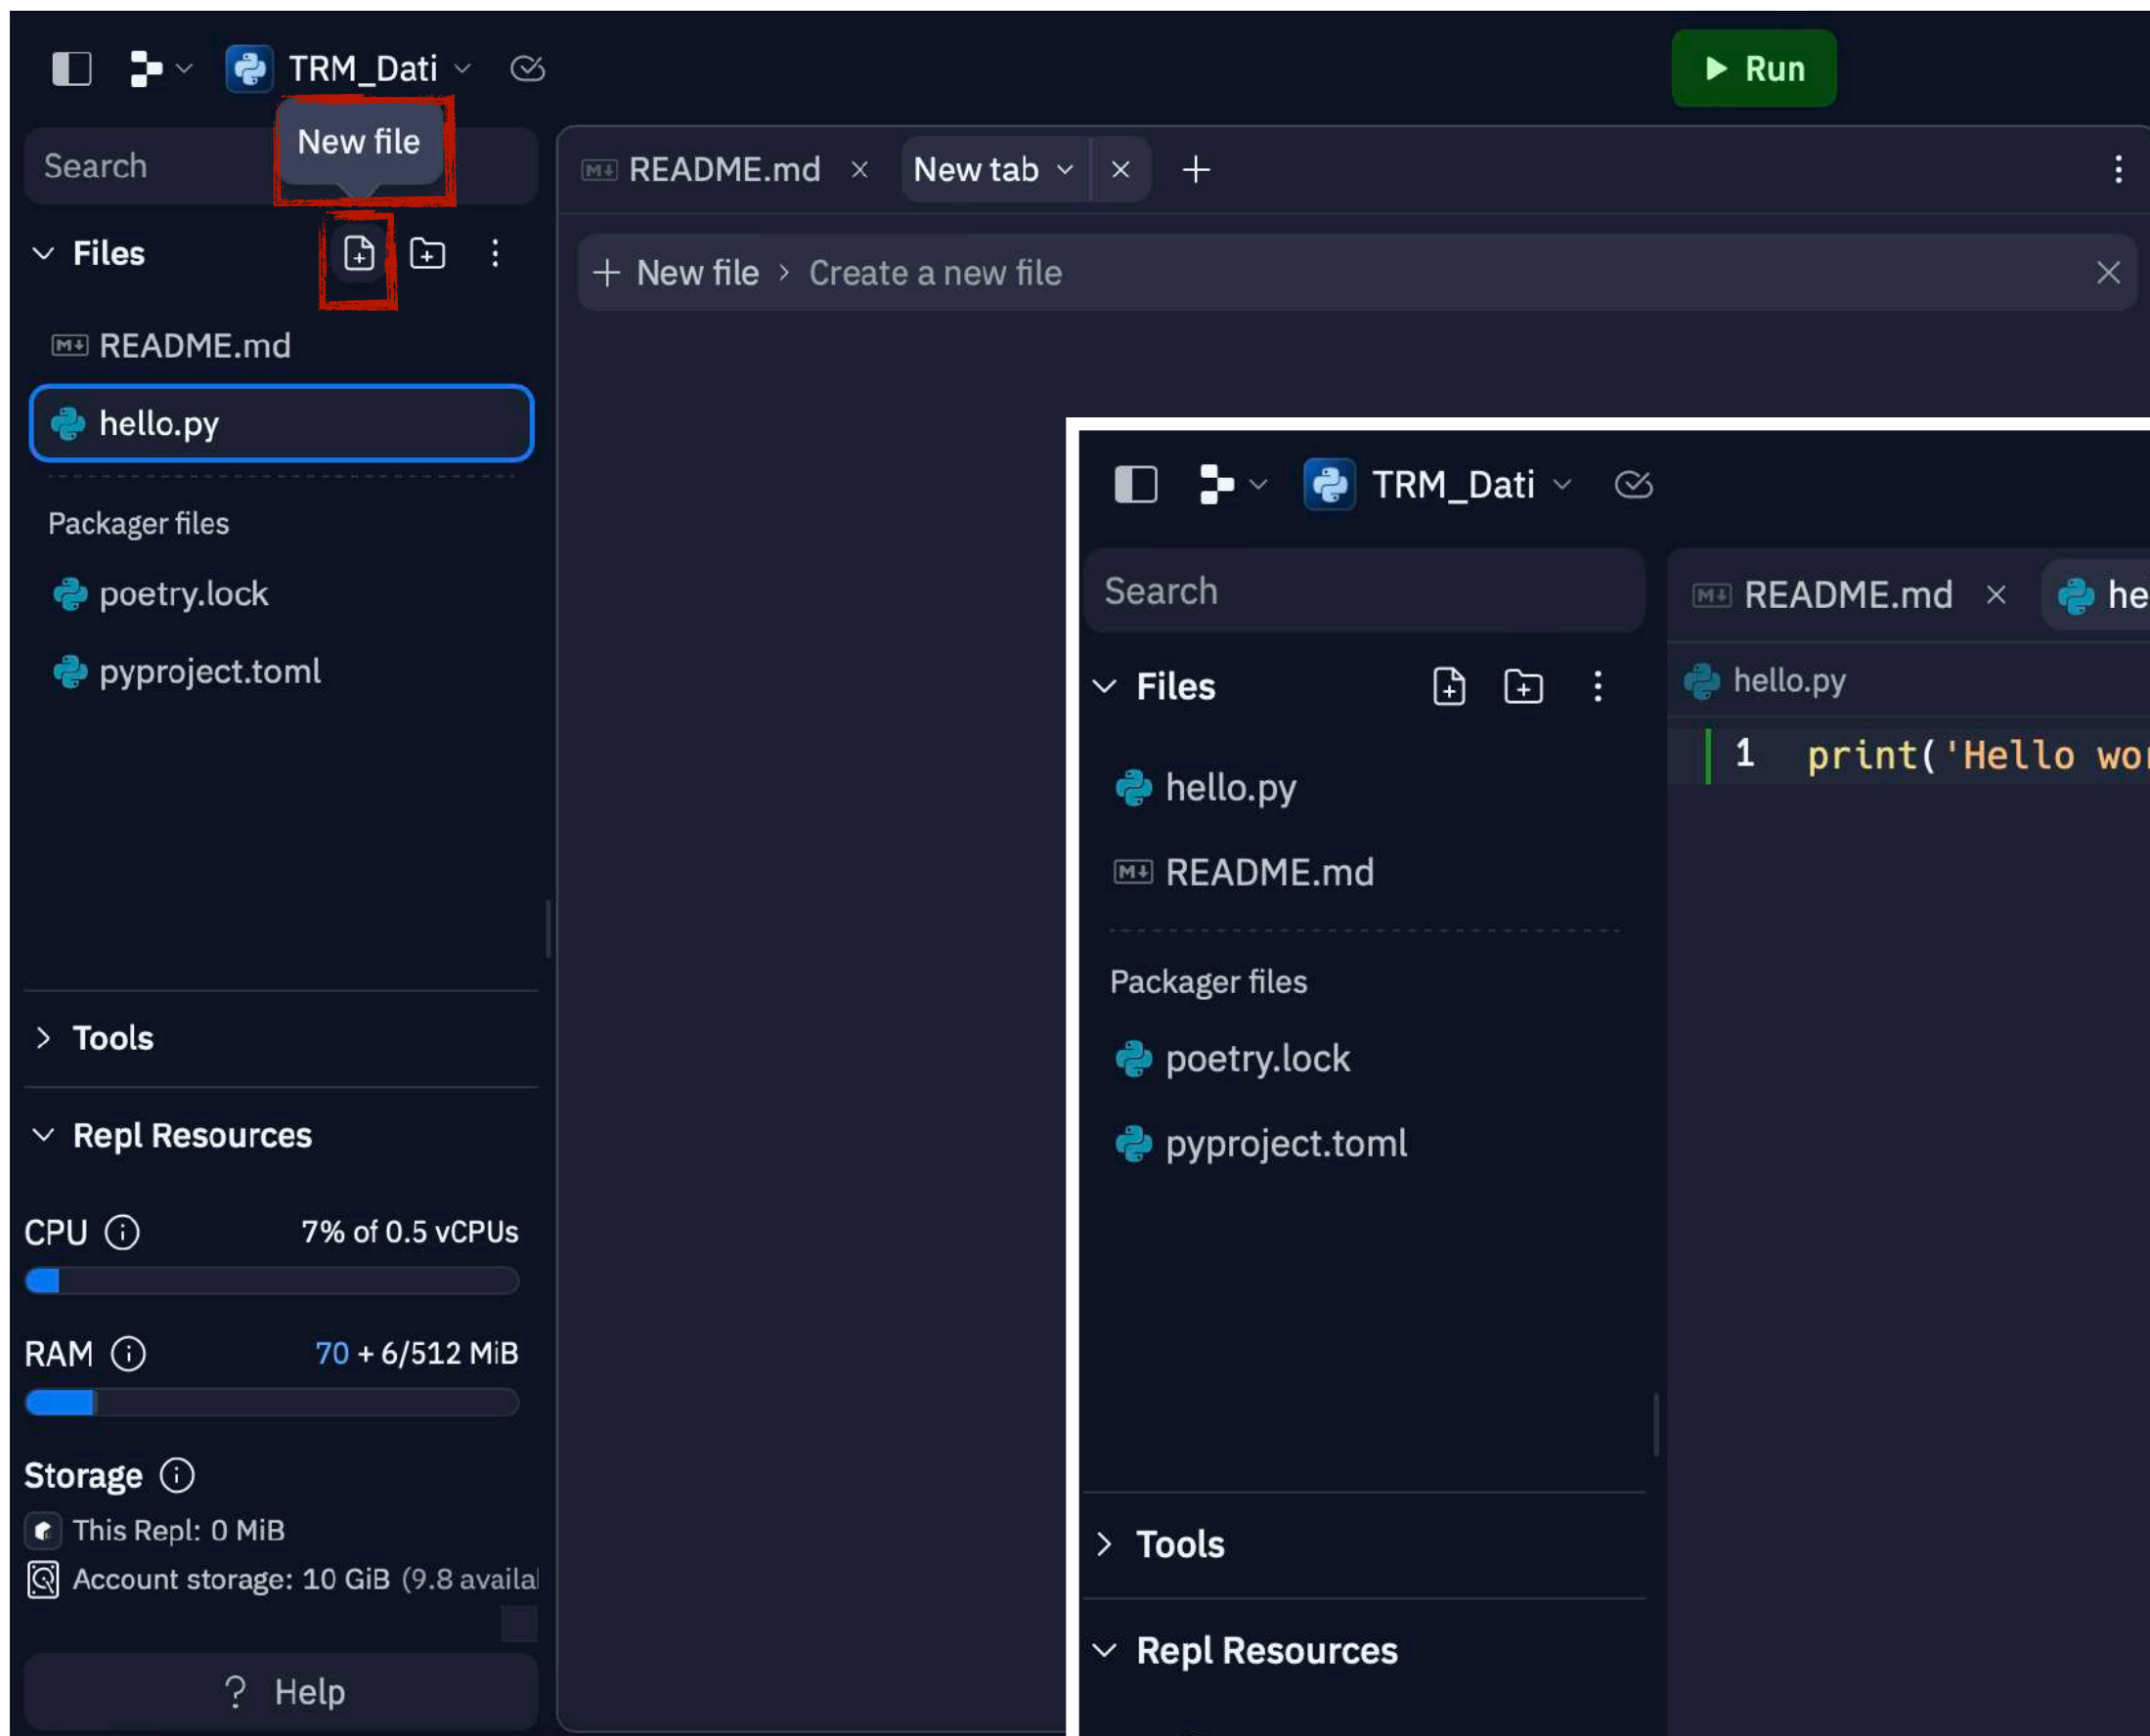 TRM_Dati
Run
New file
Search
README.md
New tab
Files
New file
Create a new file
README.md
hello.py
Packager files
poetry.lock
pyproject.toml
Tools
Repl Resources
CPU
7% of 0.5 vCPUs
RAM
70 + 6/512 MiB
Storage
This Repl: 0 MiB
Account storage: 10 GiB (9.8
? Help
TRM_Dati
Search
README.md
Files
hello.py
1 print('Hello
hello.py
README.md
Packager files
poetry.lock
pyproject.toml
Tools
Repl Resources